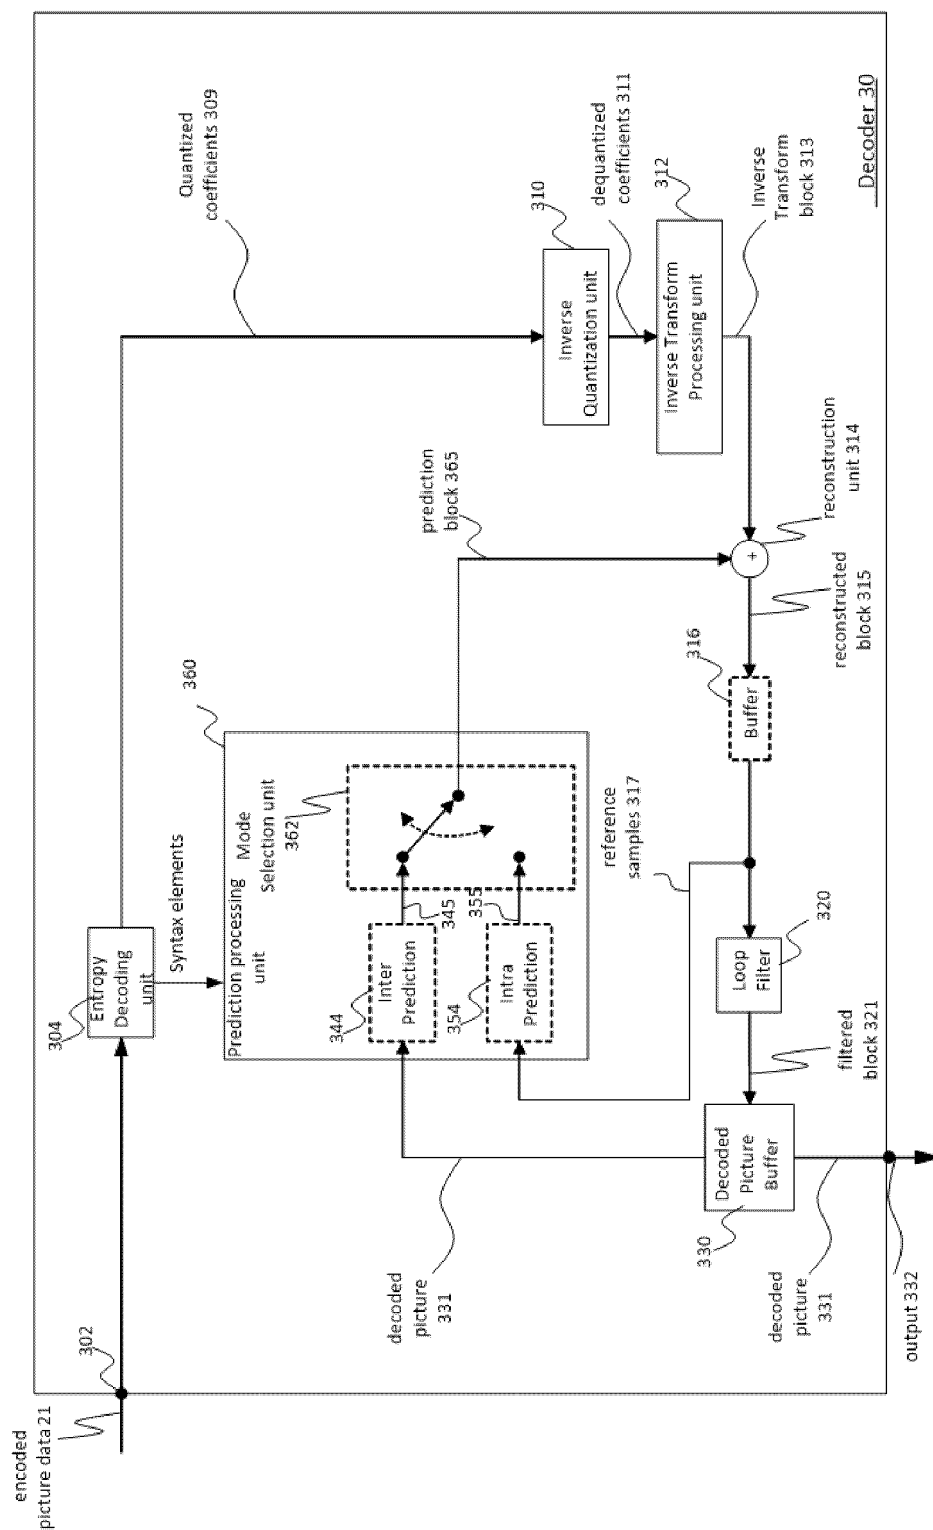 encoded
picture data 21
302
304
Entropy
Decoding
unit
Syntax elements
Quantized
coefficients 309
360
Prediction processing
unit
Mode
Selection unit
362
344
Inter
Prediction
345
354
Intra
Prediction
355
prediction
block 365
310
Inverse
Quantization unit
dequantized
coefficients 311
312
Inverse Transform
Processing unit
Inverse
Transform
block 313
+
reconstruction
unit 314
reconstructed
block 315
316
Buffer
reference
samples 317
320
Loop
Filter
filtered
block 321
330
Decoded
Picture
Buffer
decoded
picture
331
decoded
picture
331
output 332
Decoder 30